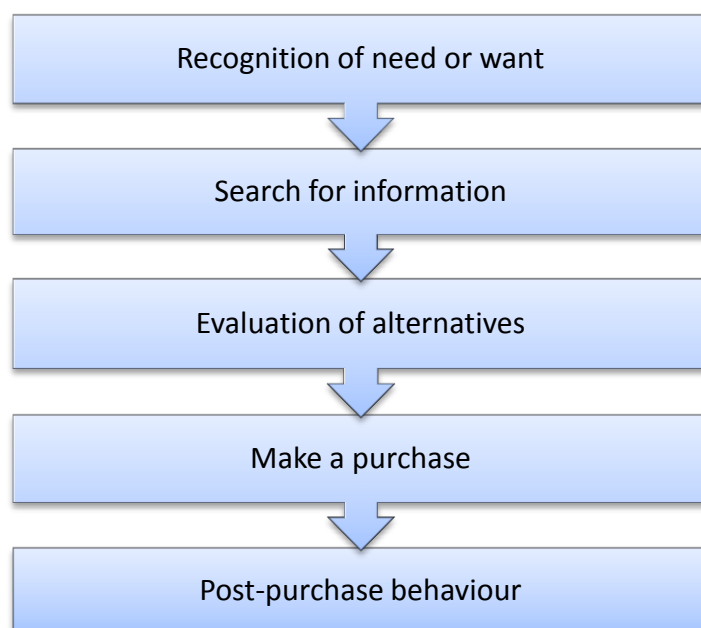 Recognition of need or want
Search for information
Evaluation of alternatives
Make a purchase
Post-purchase behaviour